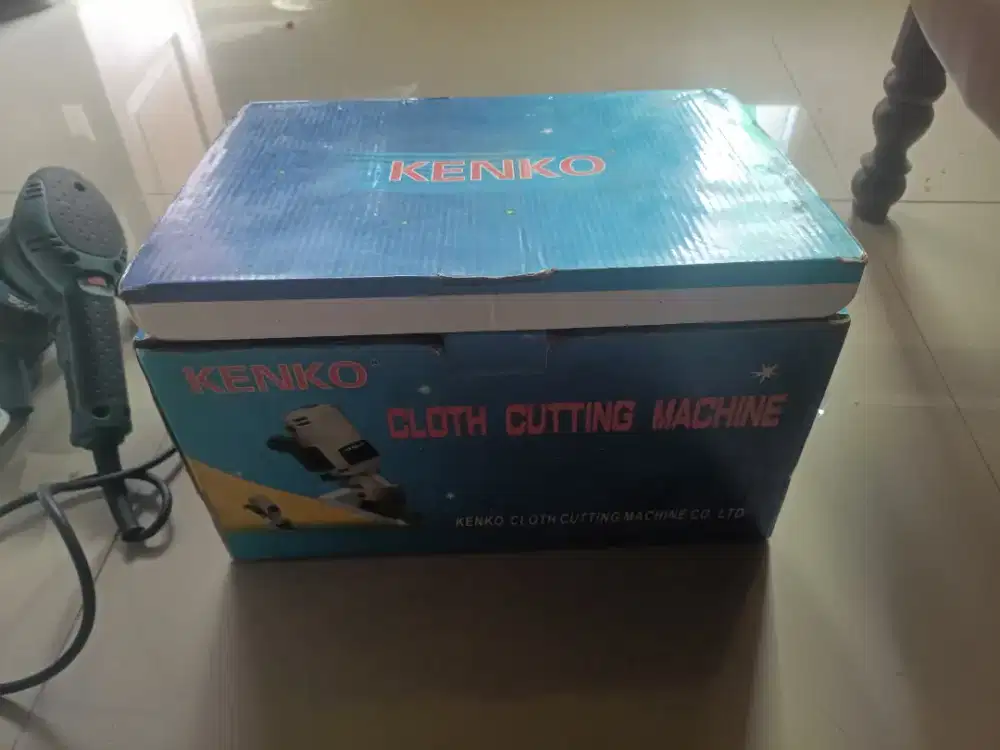 KENKO
KENKO
CLOTH CUTTING MACHINE
KENKO CLOTH CUTTING MACHINE CO. LTD